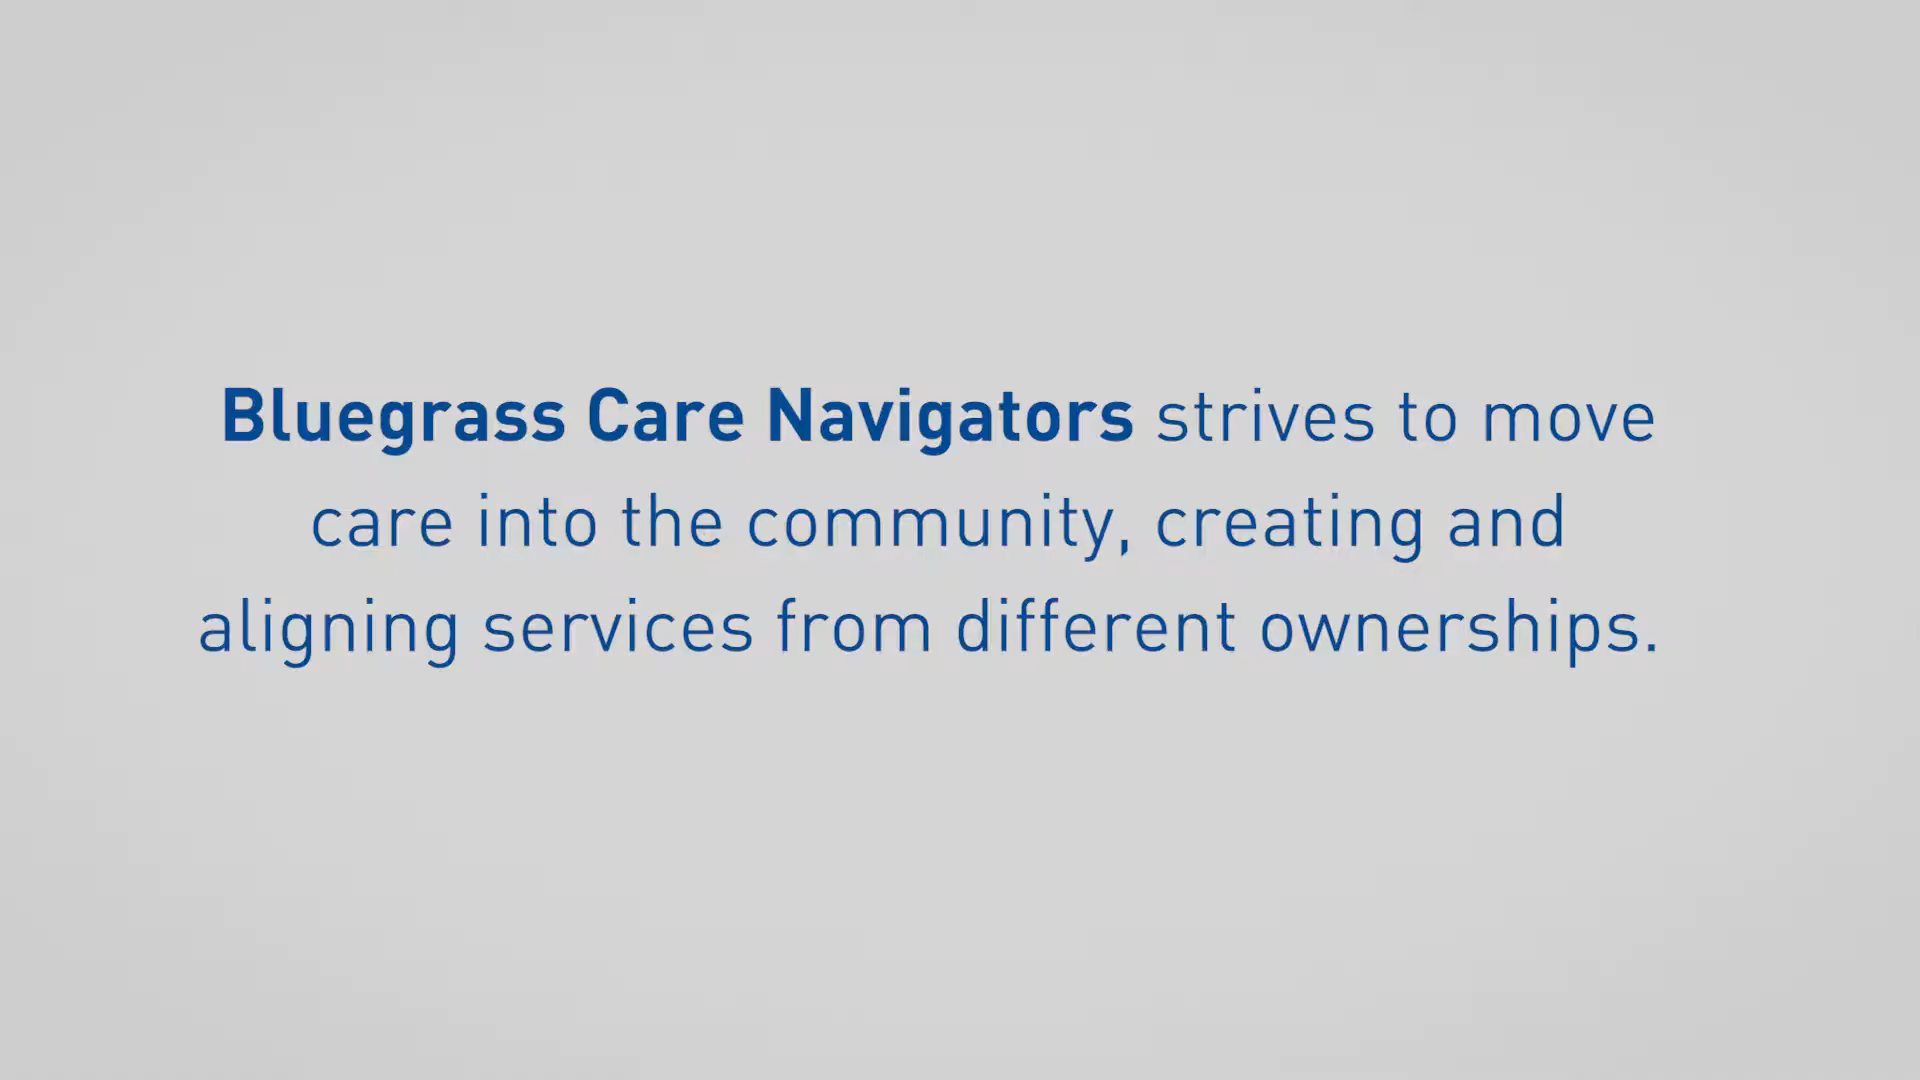 Bluegrass Care Navigators strives to move
care into the community, creating and
aligning services from different ownerships.